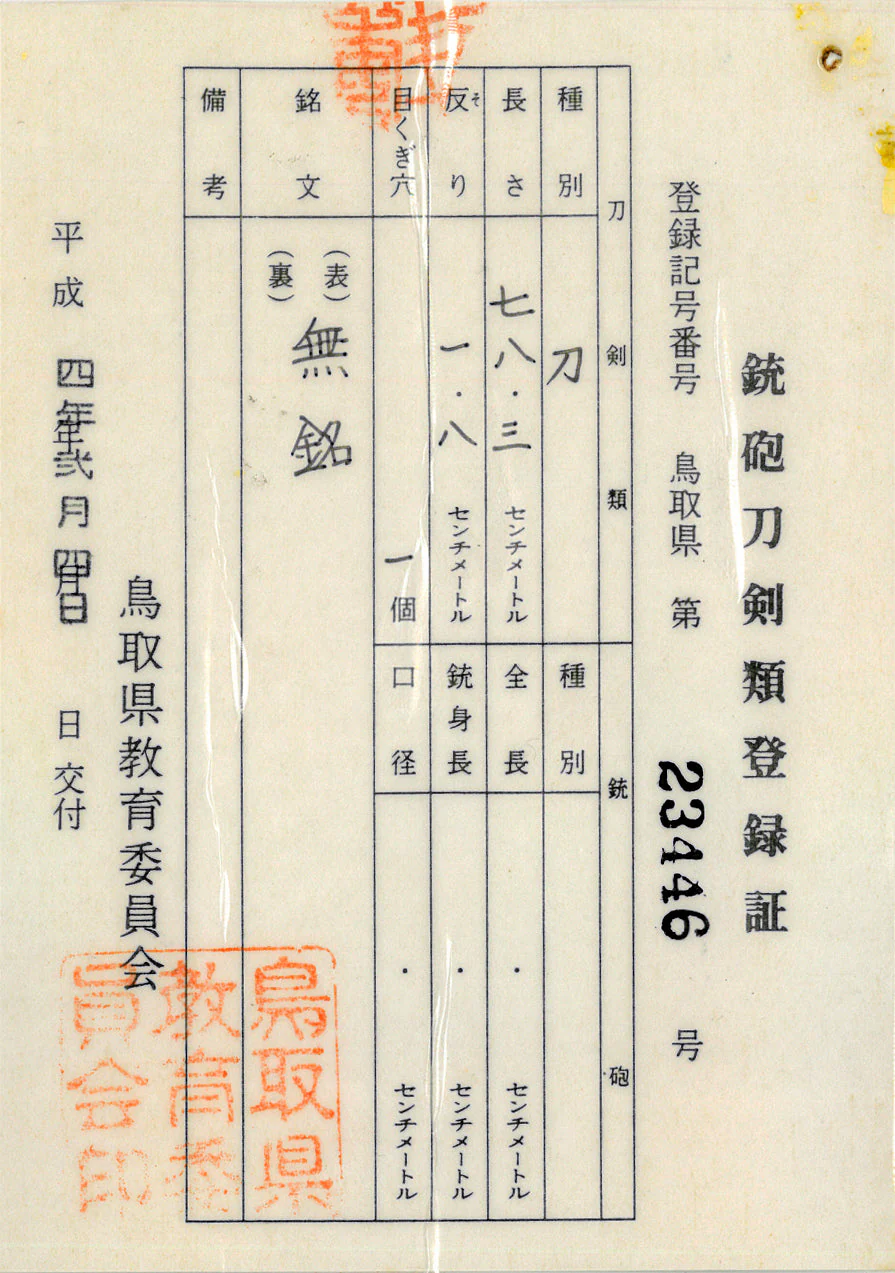 銃砲刀剣類登録証
登録記号番号 鳥取県 第 23446 号
刀剣類
銃砲
種別 刀
種別
長さ 七八.三 センチメートル
全長 . センチメートル
反り そ 一.八 センチメートル
銃身長 . センチメートル
目くぎ穴 一個
口径 . センチメートル
銘文 (表) 無銘
(裏)
備考
鳥取県教育委員会
平成 四年弐月四日 年 月 日交付
鳥取県
教育委
員会印